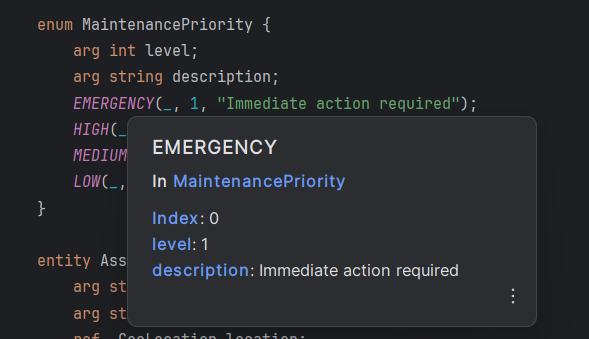 enum MaintenancePriority {
arg int level;
arg string description;
EMERGENCY(_, 1, "Immediate action required");
HIGH(_
MEDIUM
LOW(_,
}
EMERGENCY
In MaintenancePriority
Index: 0
level: 1
description: Immediate action required
entity Ass
arg st
arg st
ref GeoLocation location;